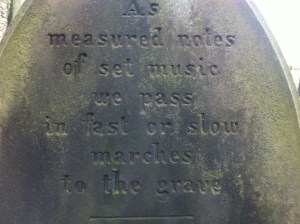 As
measured notes
of set music
we pass
in fast or slow
marches
to the grave